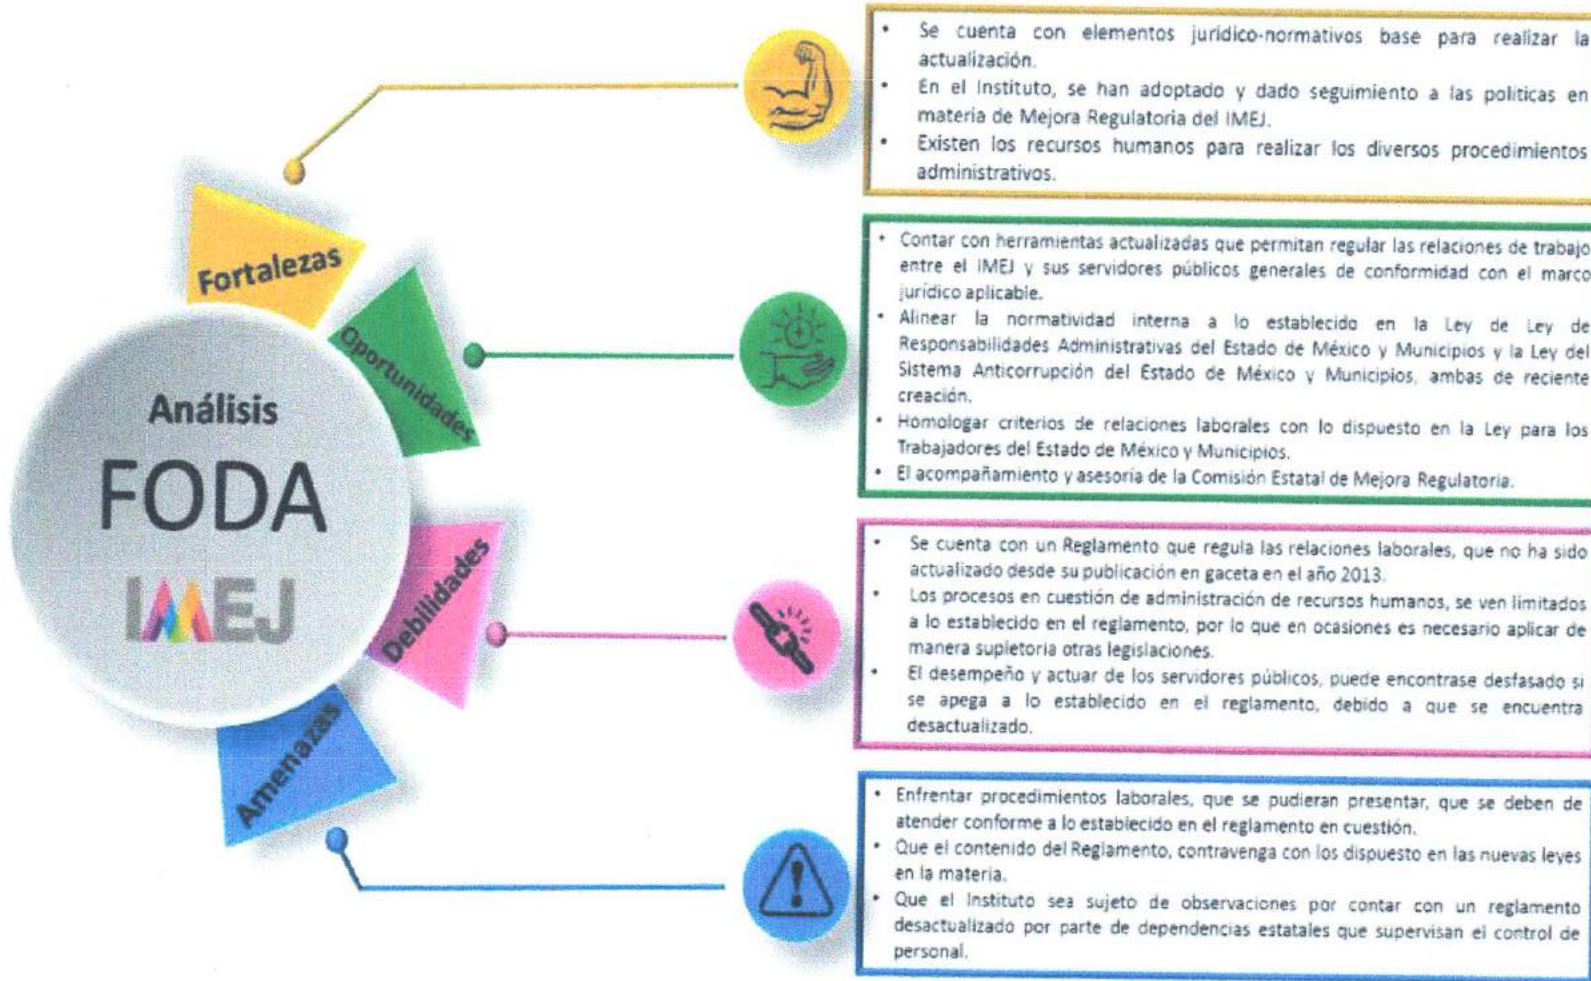 Se cuenta con elementos jurídico-normativos base para realizar la
actualización.
En el Instituto, se han adoptado y dado seguimiento a las políticas en
materia de Mejora Regulatoria del IMEJ.
Existen los recursos humanos para realizar los diversos procedimientos
administrativos.
Fortalezas
Contar con herramientas actualizadas que permitan regular las relaciones de trabajo
entre el IMEJ y sus servidores públicos generales de conformidad con el marco
jurídico aplicable.
Alinear la normatividad interna a lo establecido en la Ley de Ley de
Responsabilidades Administrativas del Estado de México y Municipios y la Ley del
Sistema Anticorrupción del Estado de México y Municipios, ambas de reciente
creación.
Homologar criterios de relaciones laborales con lo dispuesto en la Ley para los
Trabajadores del Estado de México y Municipios.
El acompañamiento y asesoría de la Comisión Estatal de Mejora Regulatoria.
Oportunidades
Análisis
FODA
IMEJ
Se cuenta con un Reglamento que regula las relaciones laborales, que no ha sido
actualizado desde su publicación en gaceta en el año 2013.
Los procesos en cuestión de administración de recursos humanos, se ven limitados
a lo establecido en el reglamento, por lo que en ocasiones es necesario aplicar de
manera supletoria otras legislaciones.
El desempeño y actuar de los servidores públicos, puede encontrase desfasado si
se apega a lo establecido en el reglamento, debido a que se encuentra
desactualizado.
Debilidades
Enfrentar procedimientos laborales, que se pudieran presentar, que se deben de
atender conforme a lo establecido en el reglamento en cuestión.
Que el contenido del Reglamento, contravenga con los dispuesto en las nuevas leyes
en la materia.
Que el Instituto sea sujeto de observaciones por contar con un reglamento
desactualizado por parte de dependencias estatales que supervisan el control de
personal.
Amenazas